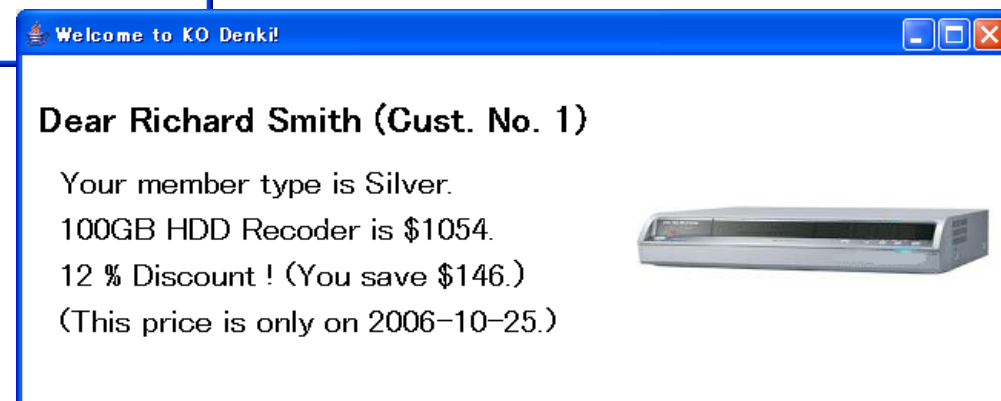 Welcome to KO Denki!
Dear Richard Smith (Cust. No. 1)
Your member type is Silver.
100GB HDD Recoder is $1054.
12 % Discount ! (You save $146.)
(This price is only on 2006-10-25.)